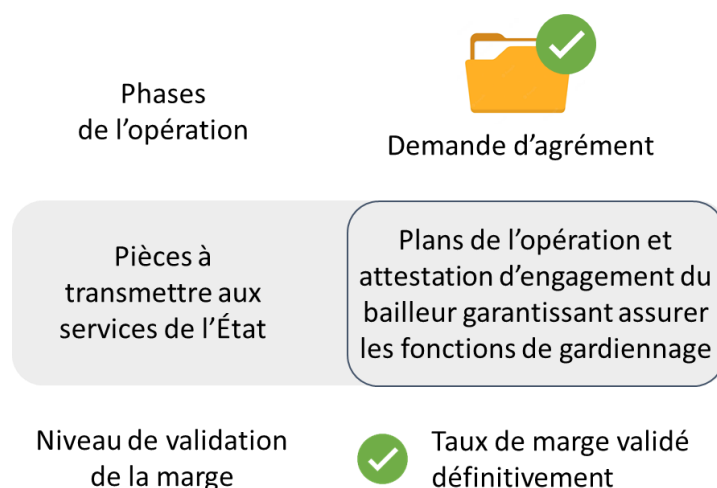 Phases
de l’opération
Demande d’agrément
Pièces à
transmettre aux
services de l’État
Plans de l’opération et
attestation d’engagement du
bailleur garantissant assurer
les fonctions de gardiennage
Niveau de validation
de la marge
Taux de marge validé
définitivement